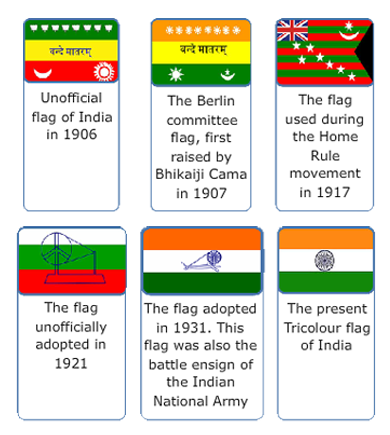 वन्दे मातरम्
Unofficial
flag of India
in 1906
वन्दे मातरम्
The Berlin
committee
flag, first
raised by
Bhikaiji Cama
in 1907
The flag
used during
the Home
Rule
movement
in 1917
The flag
unofficially
adopted in
1921
The flag adopted
in 1931. This
flag was also the
battle ensign of
the Indian
National Army
The present
Tricolour flag
of India